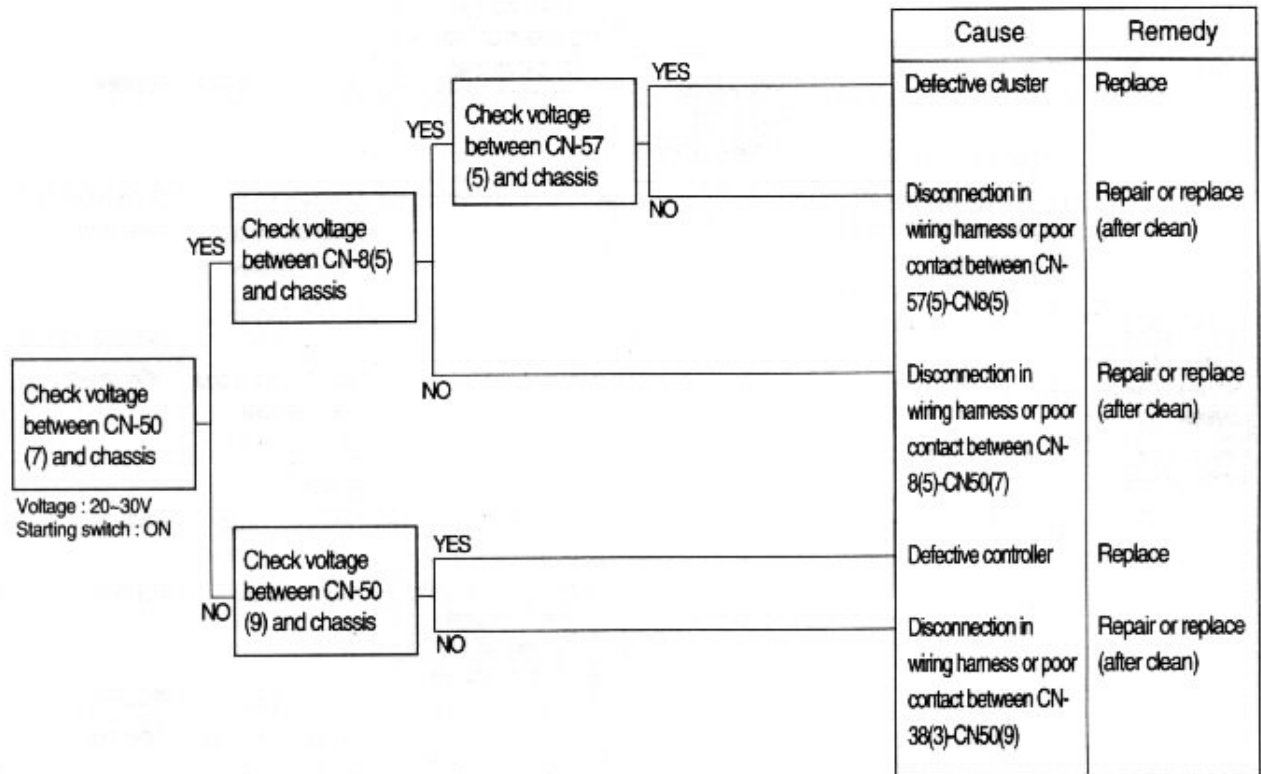 Cause
Remedy
YES
Defective cluster
Replace
Check voltage
between CN-57
(5) and chassis
YES
NO
Disconnection in
wiring harness or poor
contact between CN-
57(5)-CN8(5)
Repair or replace
(after clean)
Check voltage
between CN-8(5)
and chassis
YES
NO
Disconnection in
wiring harness or poor
contact between CN-
8(5)-CN50(7)
Repair or replace
(after clean)
Check voltage
between CN-50
(7) and chassis
Voltage : 20~30V
Starting switch : ON
Check voltage
between CN-50
(9) and chassis
NO
YES
Defective controller
Replace
NO
Disconnection in
wiring harness or poor
contact between CN-
38(3)-CN50(9)
Repair or replace
(after clean)